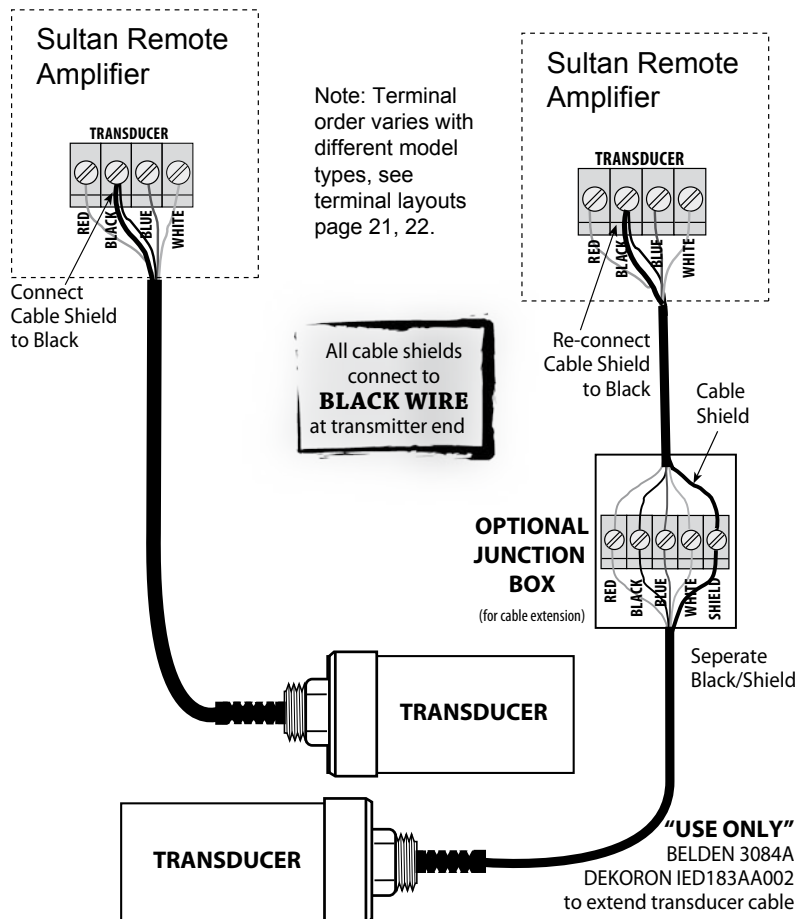 Sultan Remote
Amplifier
TRANSDUCER
RED
BLACK
BLUE
WHITE
Connect
Cable Shield
to Black
Note: Terminal
order varies with
different model
types, see
terminal layouts
page 21, 22.
All cable shields
connect to
BLACK WIRE
at transmitter end
Sultan Remote
Amplifier
TRANSDUCER
RED
BLACK
BLUE
WHITE
Re-connect
Cable Shield
to Black
Cable
Shield
OPTIONAL
JUNCTION
BOX
(for cable extension)
RED
BLACK
BLUE
WHITE
SHIELD
Seperate
Black/Shield
TRANSDUCER
TRANSDUCER
"USE ONLY"
BELDEN 3084A
DEKORON IED183AA002
to extend transducer cable